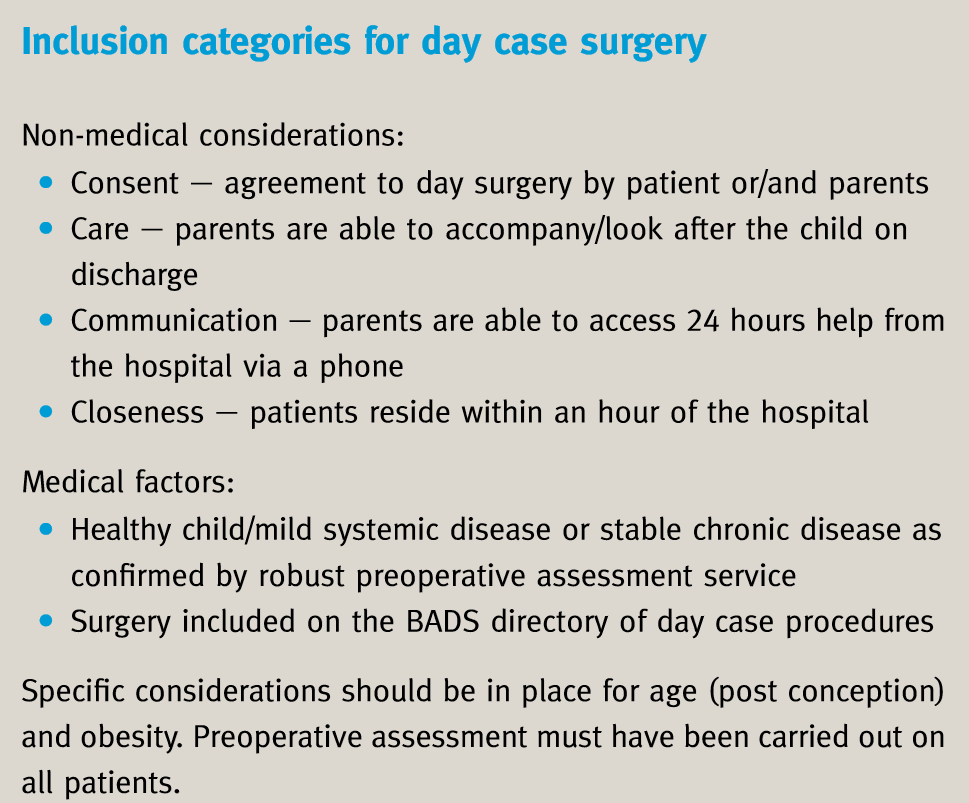 Inclusion categories for day case surgery
Non-medical considerations:
• Consent — agreement to day surgery by patient or/and parents
• Care — parents are able to accompany/look after the child on
discharge
• Communication — parents are able to access 24 hours help from
the hospital via a phone
• Closeness — patients reside within an hour of the hospital
Medical factors:
• Healthy child/mild systemic disease or stable chronic disease as
confirmed by robust preoperative assessment service
• Surgery included on the BADS directory of day case procedures
Specific considerations should be in place for age (post conception)
and obesity. Preoperative assessment must have been carried out on
all patients.